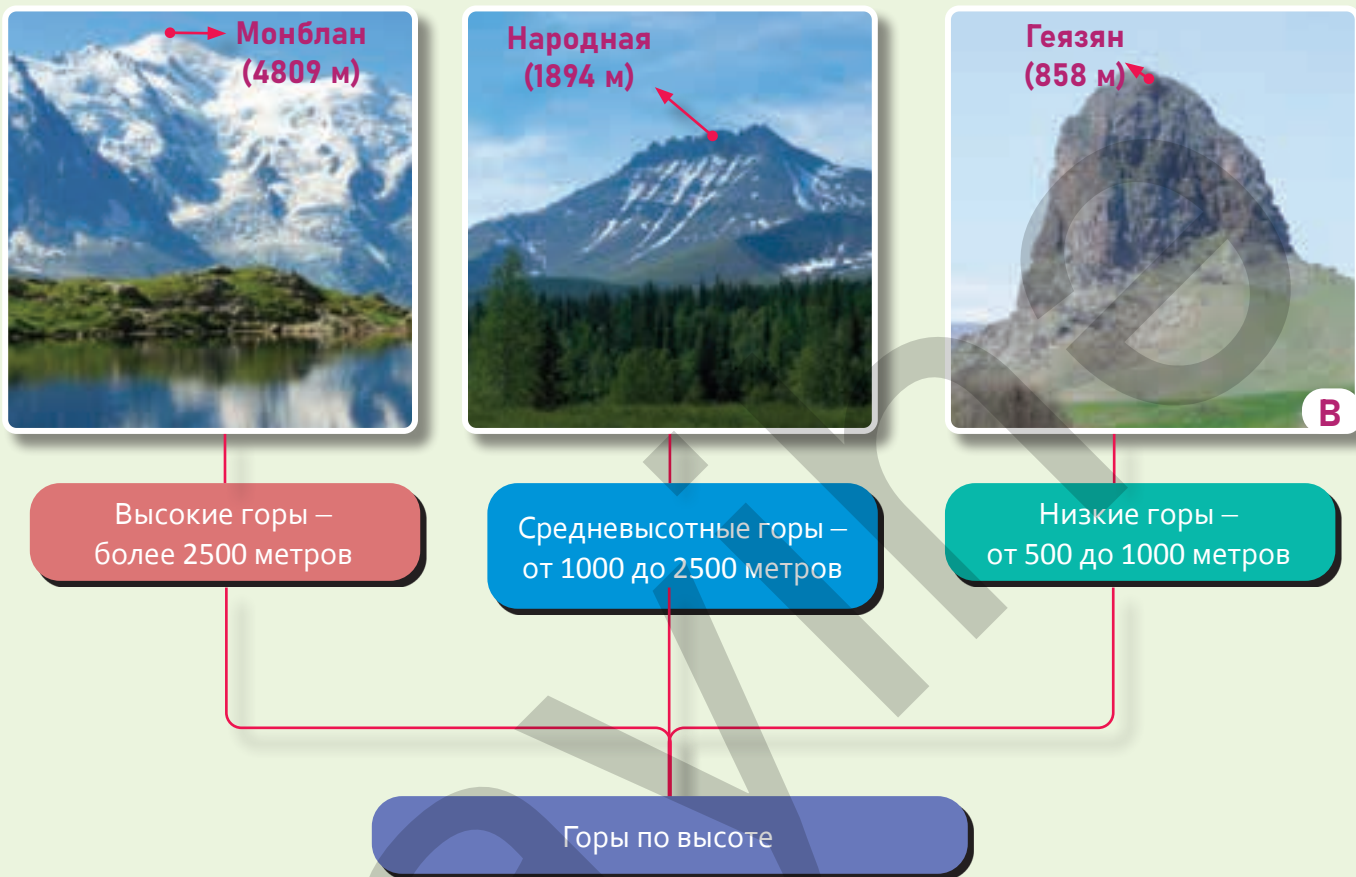 Монблан
(4809 м)
Народная
(1894 м)
Геязян
(858 м)
В
Высокие горы –
более 2500 метров
Средневысотные горы –
от 1000 до 2500 метров
Низкие горы –
от 500 до 1000 метров
Горы по высоте